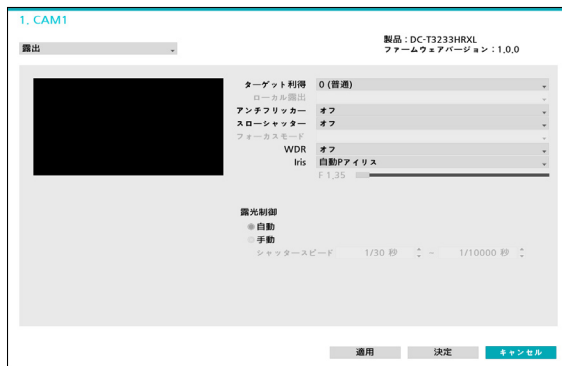 1. CAM1
露出
製品：DC-T3233HRXL
ファームウェアバージョン：1.0.0
ターゲット利得 0 (普通)
ローカル露出
アンチフリッカー オフ
スローシャッター オフ
フォーカスモード
WDR オフ
Iris 自動Pアイリス
F 1.35
露光制御
自動
手動
シャッタースピード 1/30 秒 ~ 1/10000 秒
適用 決定 キャンセル